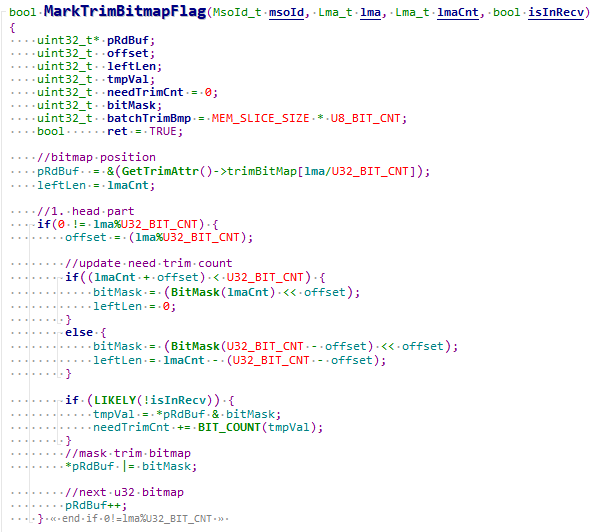 bool MarkTrimBitmapFlag(MsoId_t msoId, Lma_t lma, Lma_t lmaCnt, bool isInRecv)
{
    uint32_t* pRdBuf;
    uint32_t offset;
    uint32_t leftLen;
    uint32_t tmpVal;
    uint32_t needTrimCnt = 0;
    uint32_t bitMask;
    uint32_t batchTrimBmp = MEM_SLICE_SIZE * U8_BIT_CNT;
    bool     ret = TRUE;

    //bitmap position
    pRdBuf  = &(GetTrimAttr()->trimBitMap[lma/U32_BIT_CNT]);
    leftLen = lmaCnt;

    //1. head part
    if(0 != lma%U32_BIT_CNT) {
        offset = (lma%U32_BIT_CNT);

        //update need trim count
        if((lmaCnt + offset) < U32_BIT_CNT) {
            bitMask = (BitMask(lmaCnt) << offset);
            leftLen = 0;
        }
        else {
            bitMask = (BitMask(U32_BIT_CNT - offset) << offset);
            leftLen = lmaCnt - (U32_BIT_CNT - offset);
        }

        if (LIKELY(!isInRecv)) {
            tmpVal = *pRdBuf & bitMask;
            needTrimCnt += BIT_COUNT(tmpVal);
        }
        //mask trim bitmap
        *pRdBuf |= bitMask;

        //next u32 bitmap
        pRdBuf++;
    } « end if 0!=lma%U32_BIT_CNT »